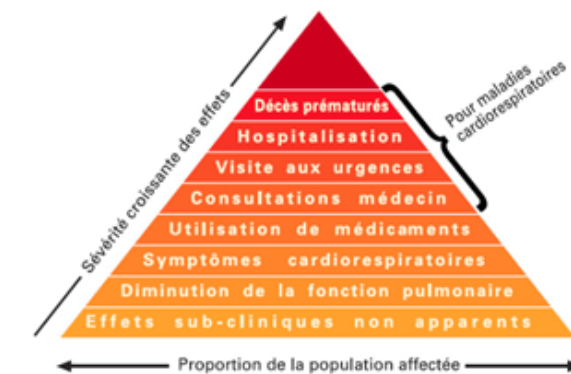 Décès prématurés
Hospitalisation
Visite aux urgences
Consultations médecin
Utilisation de médicaments
Symptômes cardiorespiratoires
Diminution de la fonction pulmonaire
Effets sub-cliniques non apparents
Sévérité croissante des effets
Pour maladies
cardiorespiratoires
Proportion de la population affectée